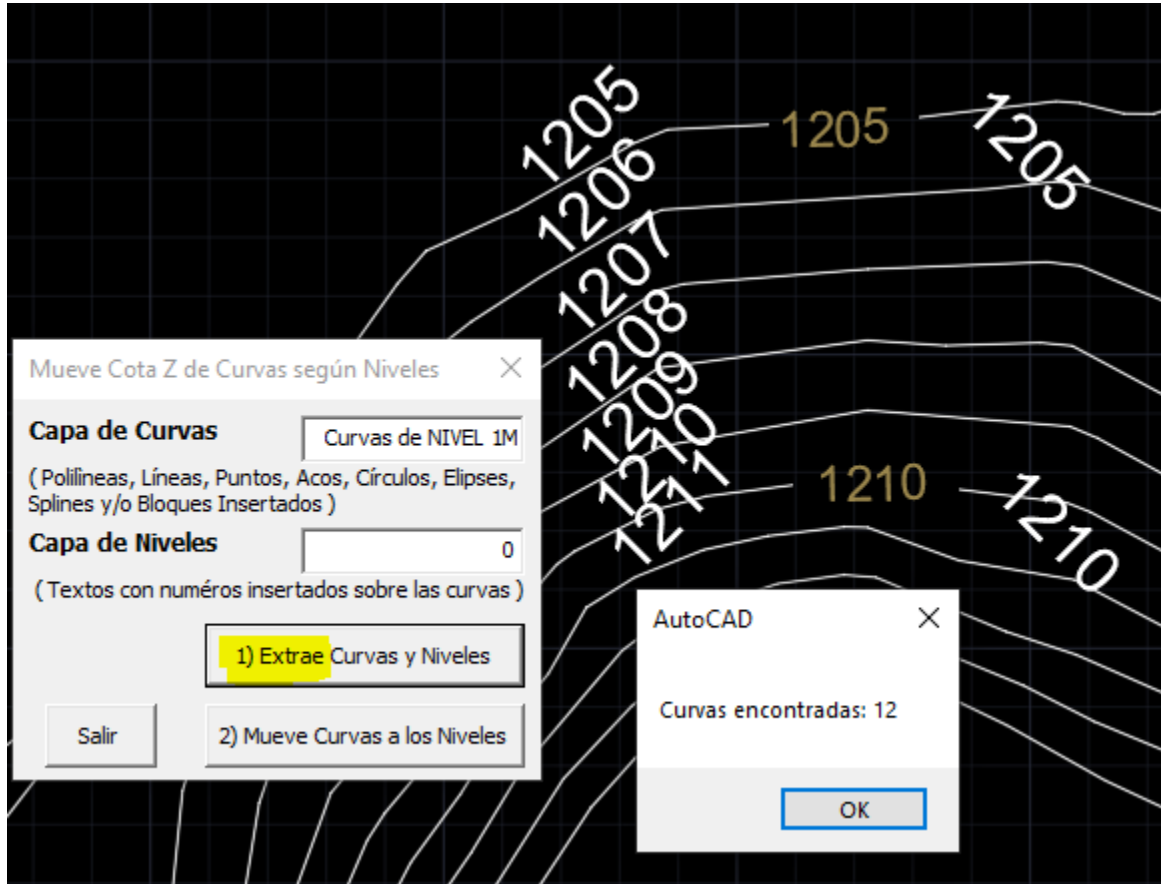 1205
1205
1205
1206
1207
1208
1209
1210
1211
1210
1210
Mueve Cota Z de Curvas según Niveles
Capa de Curvas
Curvas de NIVEL 1M
( Polilìneas, Líneas, Puntos, Acos, Círculos, Elipses,
Splines y/o Bloques Insertados )
Capa de Niveles
0
( Textos con numéros insertados sobre las curvas )
1) Extrae Curvas y Niveles
Salir
2) Mueve Curvas a los Niveles
AutoCAD
Curvas encontradas: 12
OK